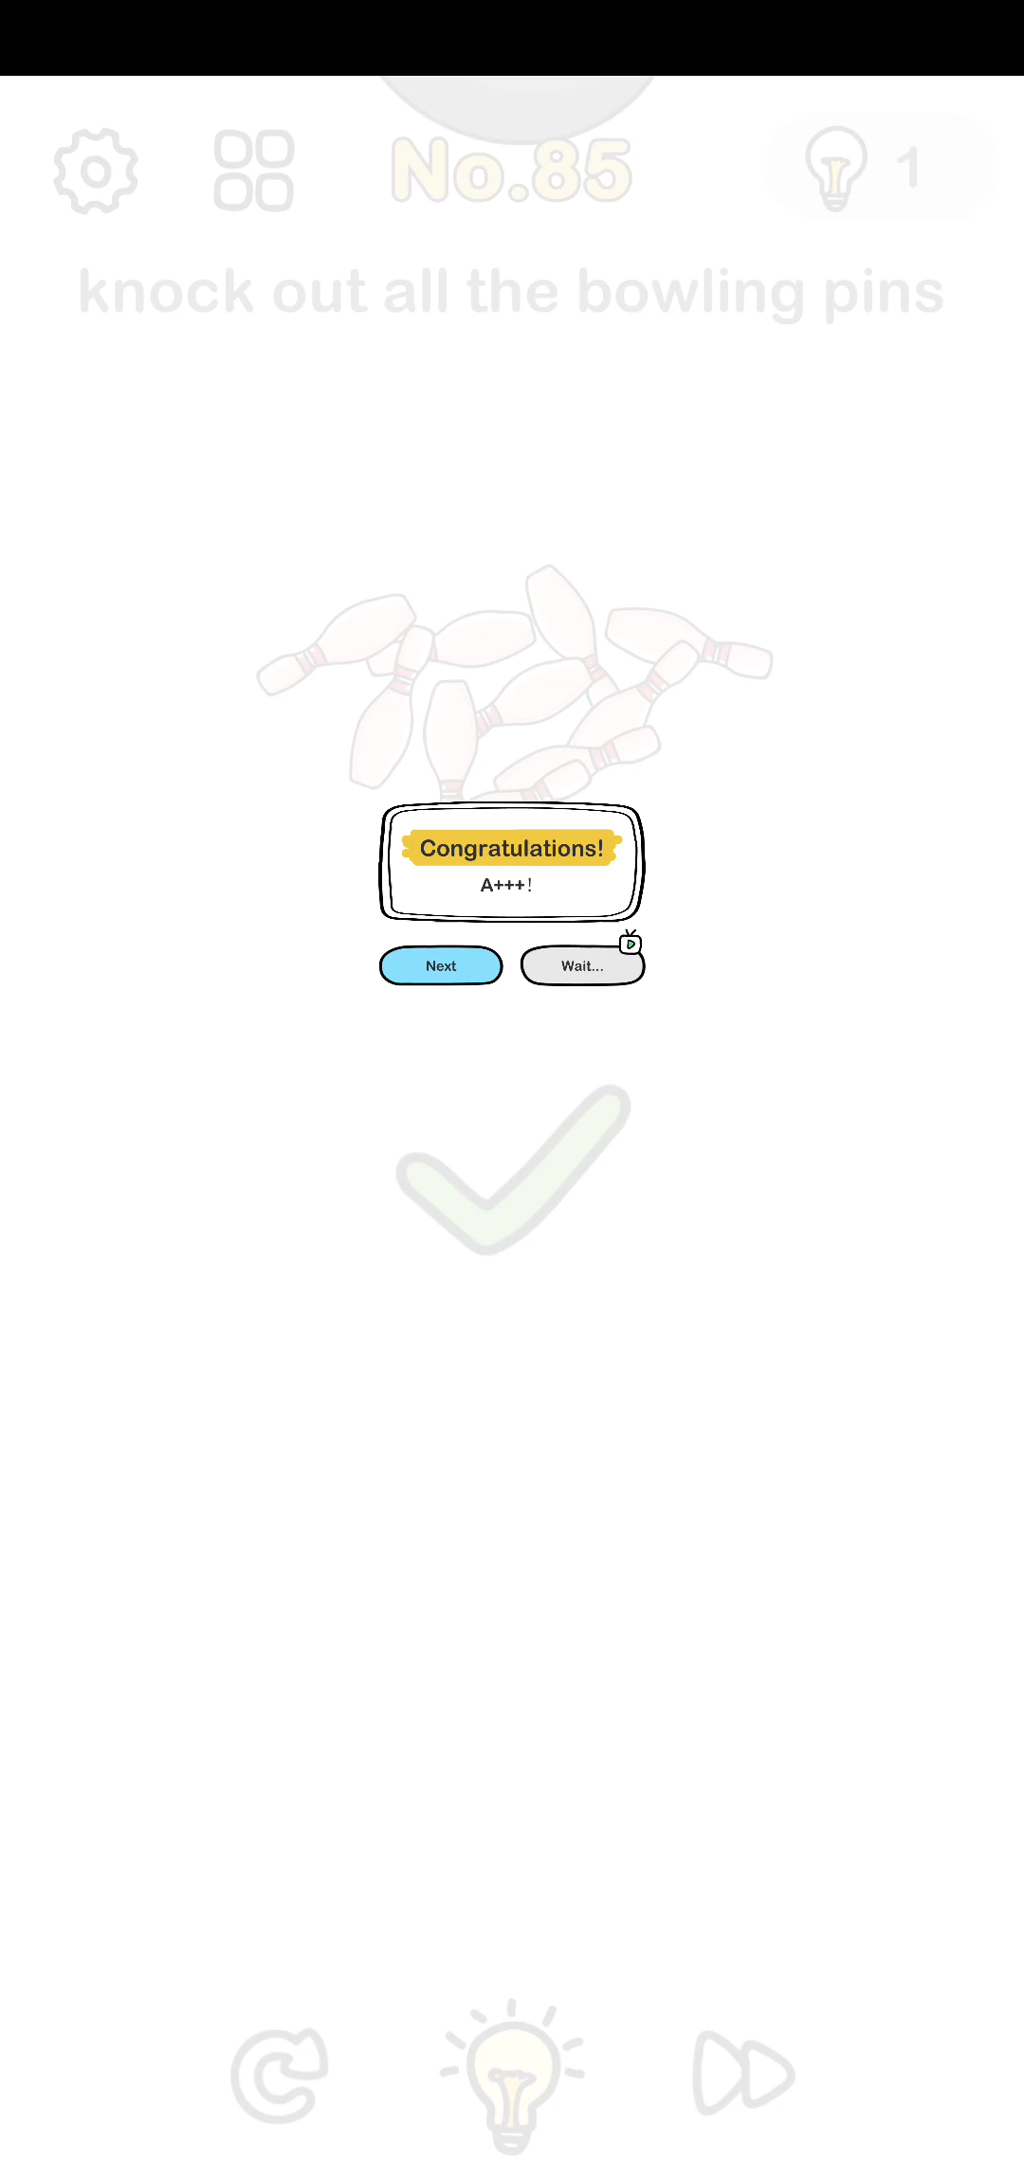 No.85
1
knock out all the bowling pins
Congratulations!
A+++!
Next
Wait...